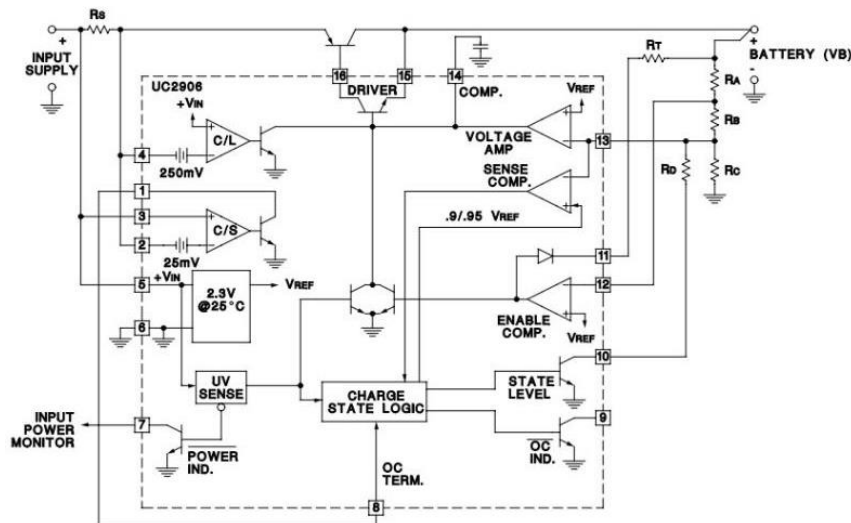 RS
INPUT
SUPPLY
+
-
16
15
14
DRIVER
COMP.
UC2906
+VIN
C/L
4
250mV
1
3
2
C/S
25mV
+VIN
5
2.3V
@25°C
VREF
6
VOLTAGE
AMP
VREF
SENSE
COMP.
.9/.95 VREF
13
11
12
ENABLE
COMP.
VREF
10
STATE
LEVEL
9
OC
IND.
UV
SENSE
CHARGE
STATE LOGIC
INPUT
POWER
MONITOR
7
POWER
IND.
OC
TERM.
8
RT
RA
RB
RC
RD
+
BATTERY (VB)
-